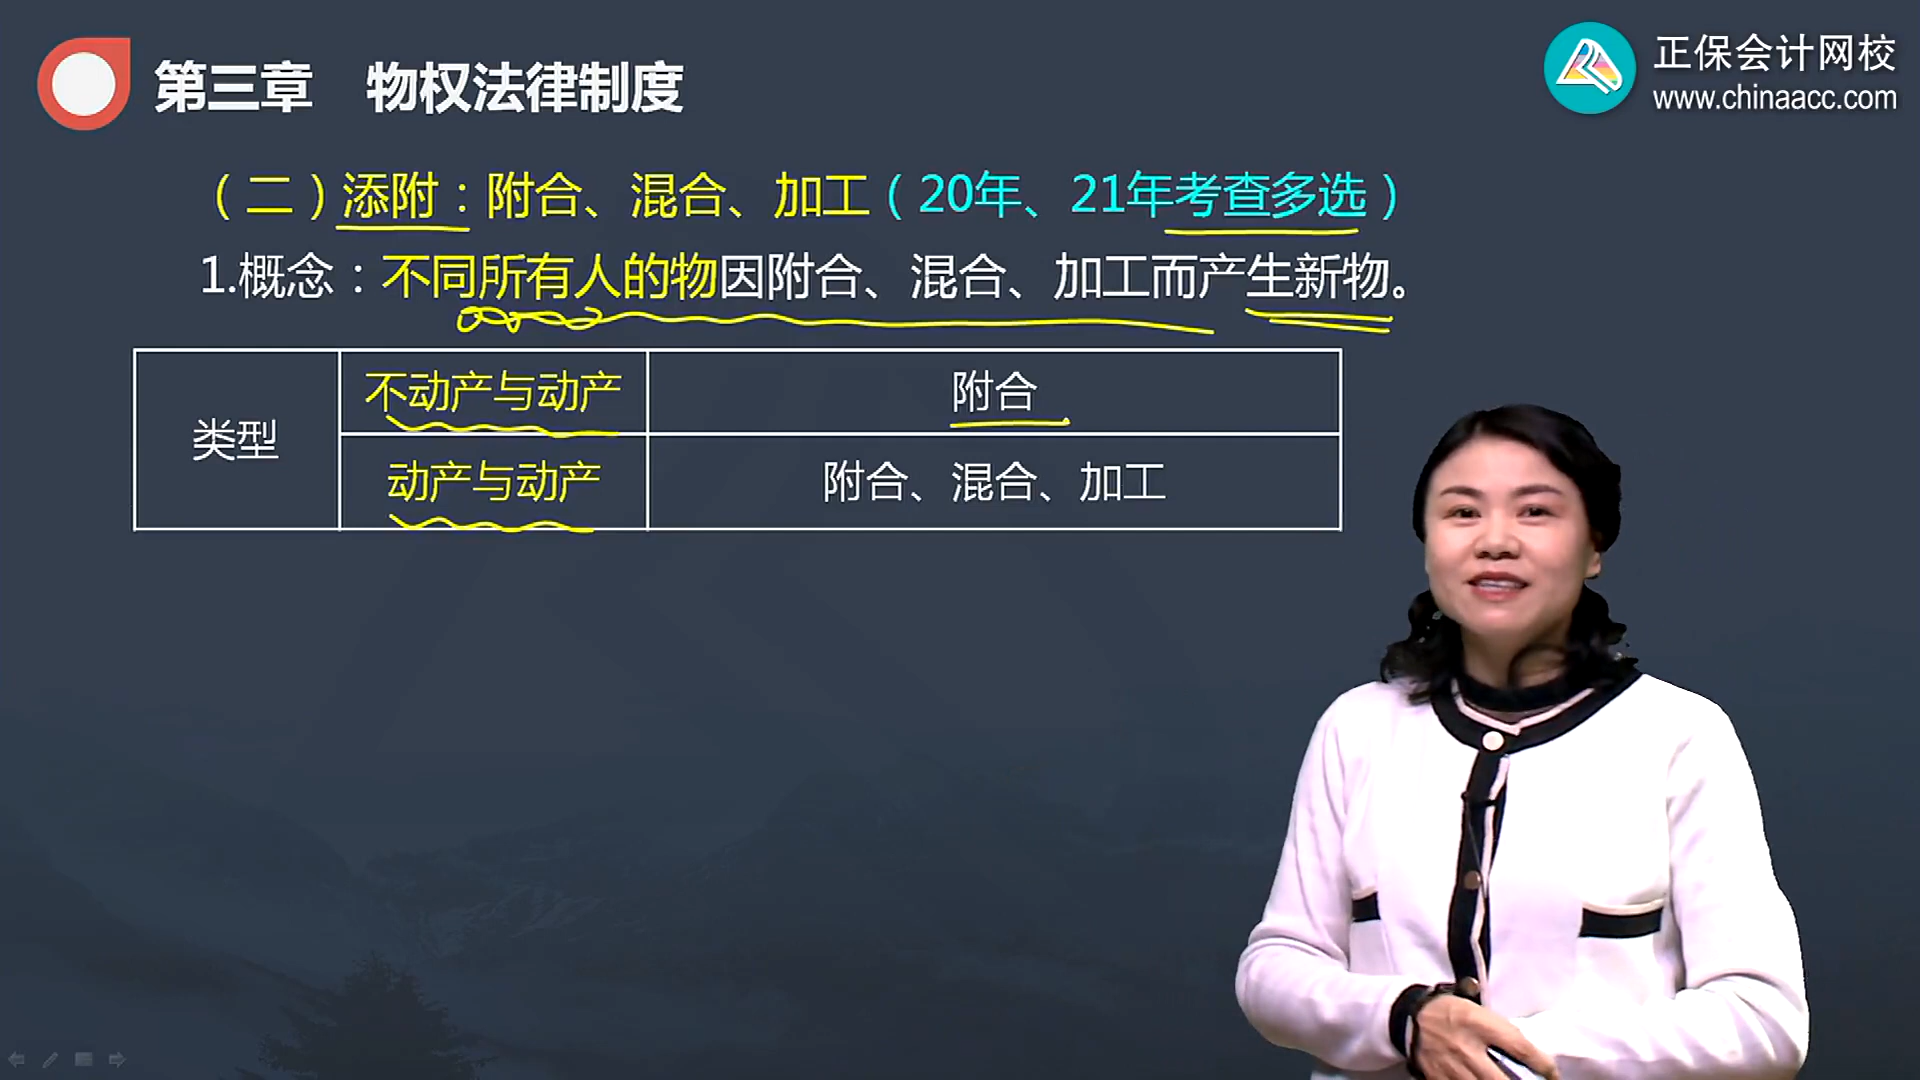 第三章 物权法律制度
正保会计网校
www.chinaacc.com
（二）添附：附合、混合、加工（20年、21年考查多选）
1.概念：不同所有人的物因附合、混合、加工而产生新物。
类型
不动产与动产
附合
动产与动产
附合、混合、加工